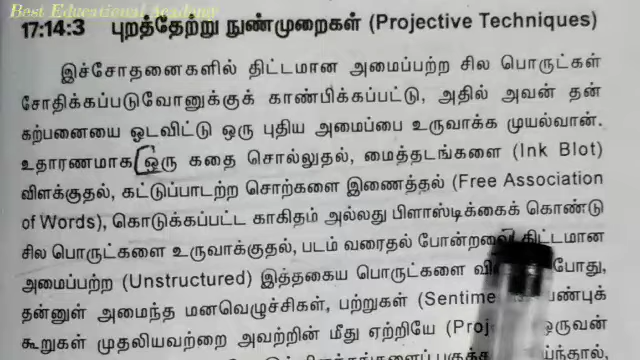 Best Educational Academy
17:14:3 புறத்தேற்று நுண்முறைகள் (Projective Techniques)
இச்சோதனைகளில் திட்டமான அமைப்பற்ற சில பொருட்கள்
சோதிக்கப்படுவோனுக்குக் காண்பிக்கப்பட்டு, அதில் அவன் தன்
கற்பனையை ஓடவிட்டு ஒரு புதிய அமைப்பை உருவாக்க முயல்வான்.
உதாரணமாக ஒரு கதை சொல்லுதல், மைத்தடங்களை (Ink Blot)
விளக்குதல், கட்டுப்பாடற்ற சொற்களை இணைத்தல் (Free Association
of Words), கொடுக்கப்பட்ட காகிதம் அல்லது பிளாஸ்டிக்கைக் கொண்டு
சில பொருட்களை உருவாக்குதல், படம் வரைதல் போன்றவை திட்டமான
அமைப்பற்ற (Unstructured) இத்தகைய பொருட்களை போது,
தன்னுள் அமைந்த மனவெழுச்சிகள், பற்றுகள்
கூறுகள் முதலியவற்றை அவற்றின் மீது ஏற்றியே ஒருவன்